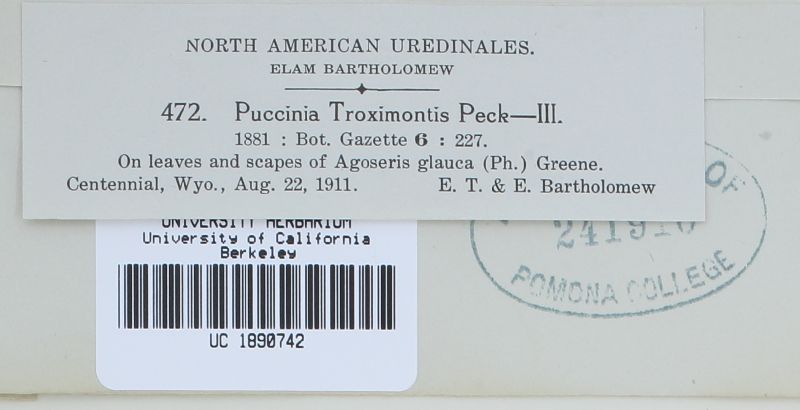 NORTH AMERICAN UREDINALES.
ELAM BARTHOLOMEW
472. Puccinia Troximontis Peck—III.
1881 : Bot. Gazette 6 : 227.
On leaves and scapes of Agoseris glauca (Ph.) Greene.
Centennial, Wyo., Aug. 22, 1911. E. T. & E. Bartholomew
UNIVERSITY HERBARIUM
University of California
Berkeley
UC 1890742
OF
POMONA COLLEGE